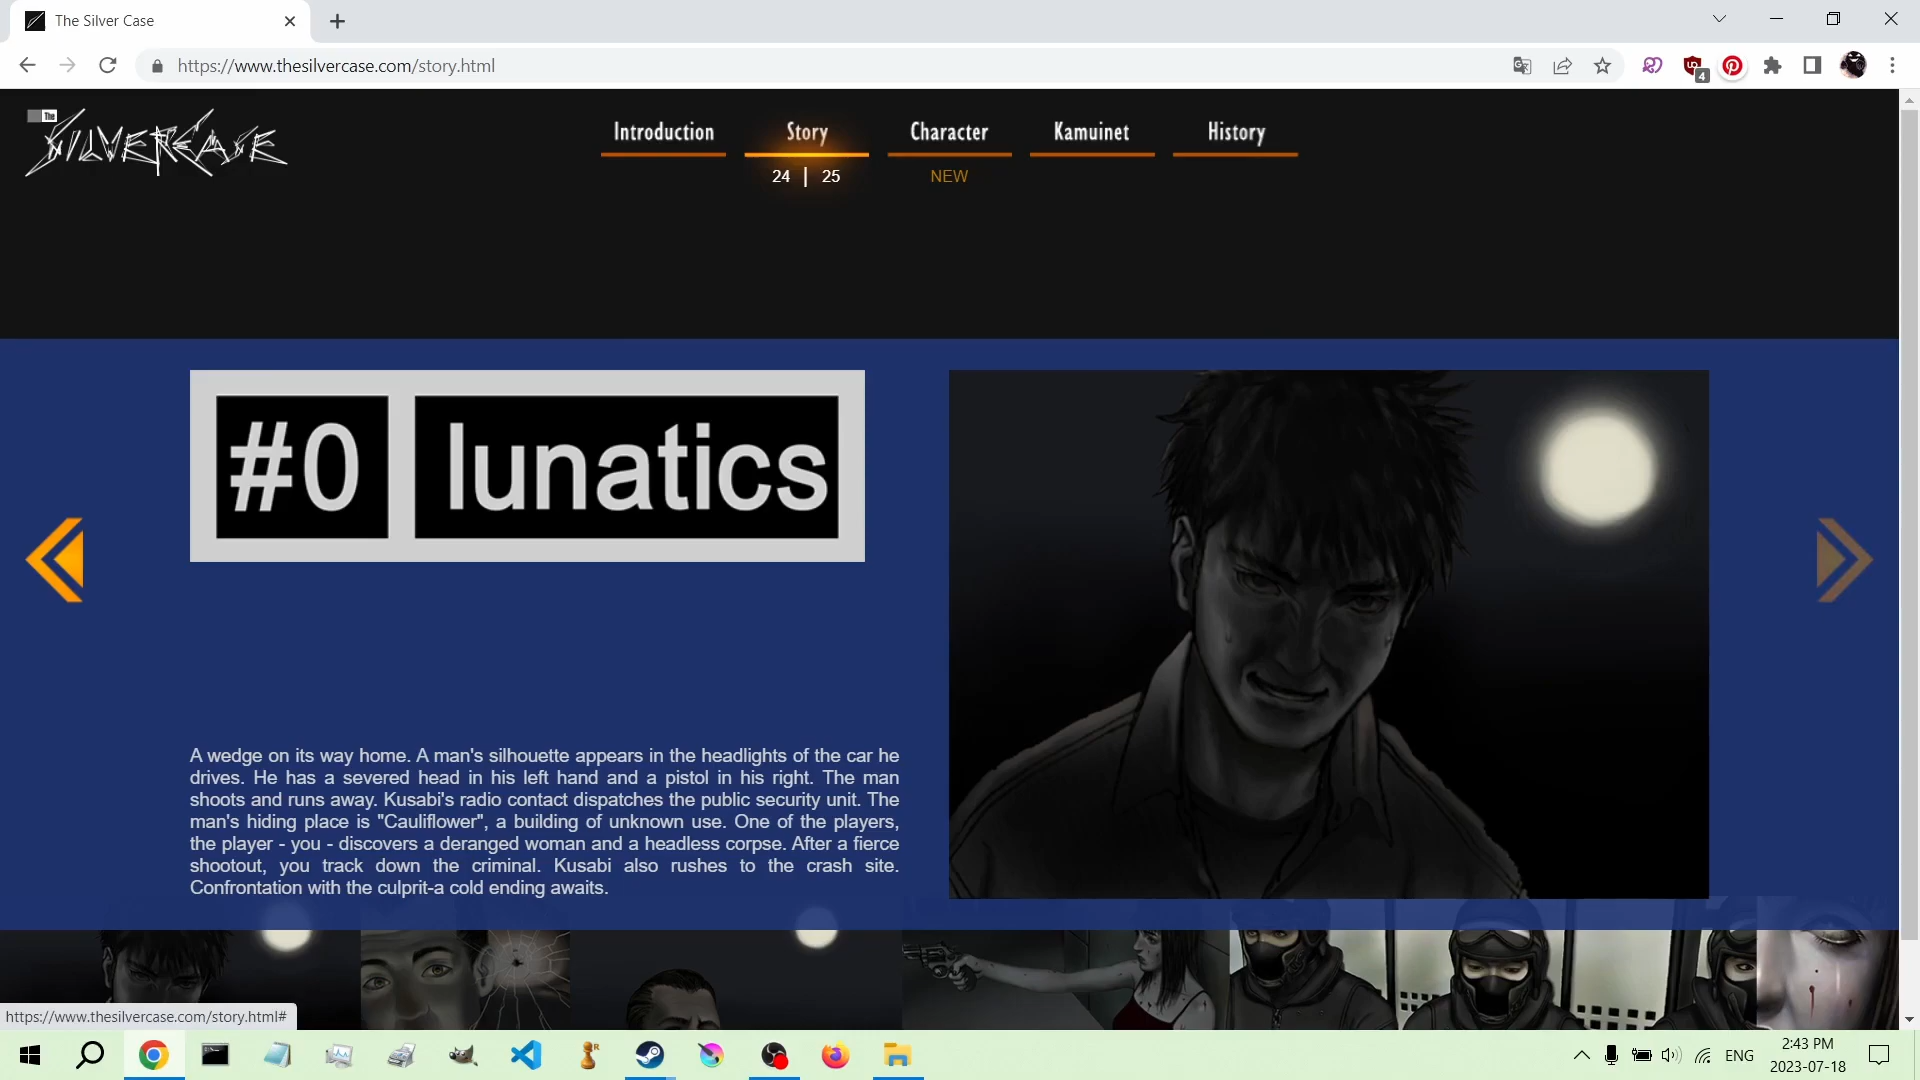 The Silver Case
https://www.thesilvercase.com/story.html
4
The
SILVERCASE
Introduction
Story
Character
Kamuinet
History
24 | 25
NEW
#0 lunatics
A wedge on its way home. A man's silhouette appears in the headlights of the car he
drives. He has a severed head in his left hand and a pistol in his right. The man
shoots and runs away. Kusabi's radio contact dispatches the public security unit. The
man's hiding place is "Cauliflower", a building of unknown use. One of the players,
the player - you - discovers a deranged woman and a headless corpse. After a fierce
shootout, you track down the criminal. Kusabi also rushes to the crash site.
Confrontation with the culprit-a cold ending awaits.
https://www.thesilvercase.com/story.html#
ENG
2:43 PM
2023-07-18